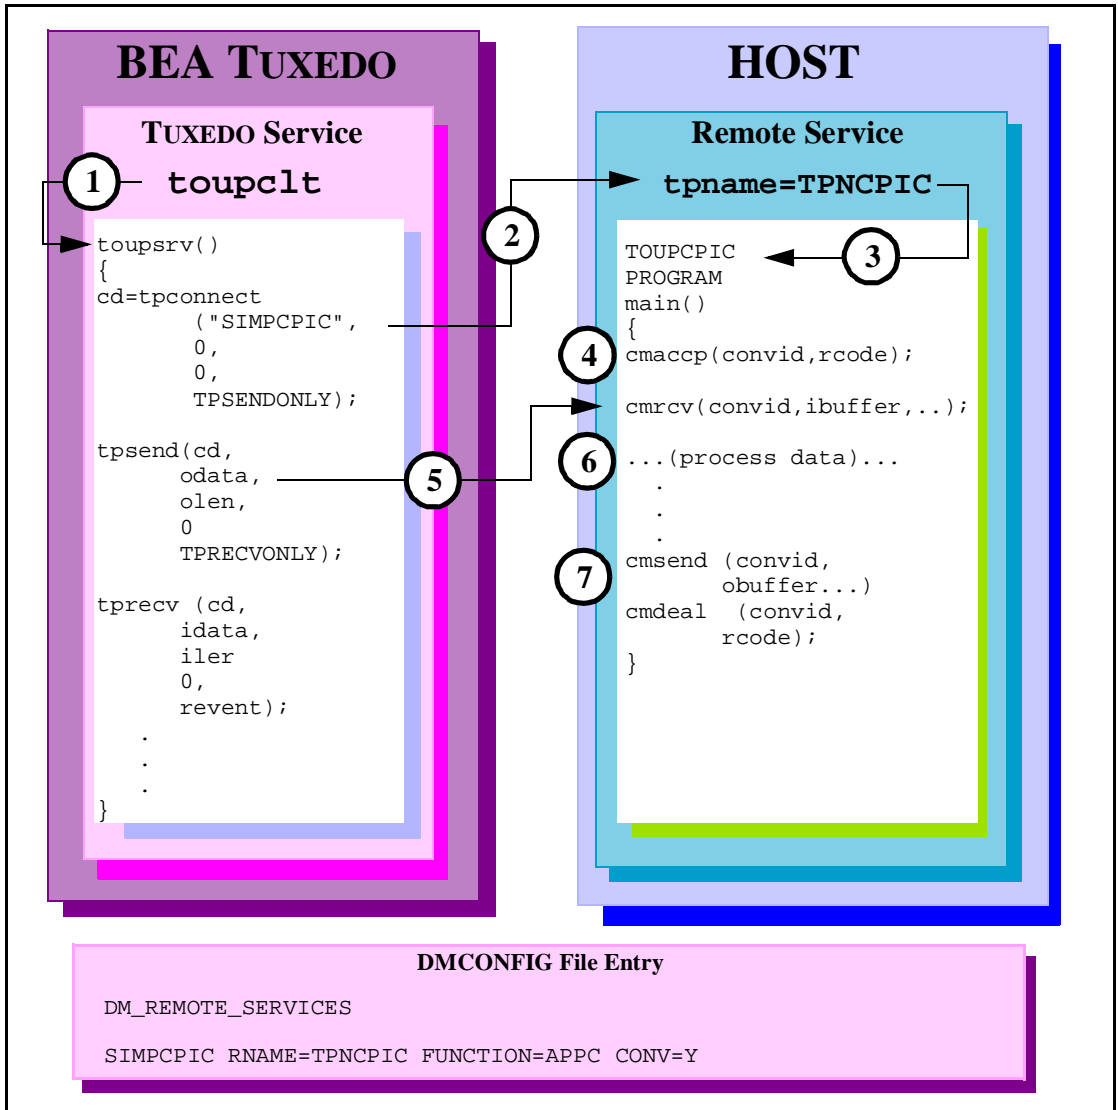 BEA TUXEDO
TUXEDO Service
1
toupclt
toupsrv()
{
cd=tpconnect
("SIMPCPIC",
0,
0,
TPSENDONLY);
tpsend(cd,
odata,
olen,
0
TPRECVONLY);
tprecv (cd,
idata,
iler
0,
revent);
.
.
.
}
2
5
HOST
Remote Service
tpname=TPNCPIC
3
TOUPCPIC
PROGRAM
main()
{
4
cmaccp(convid,rcode);
cmrcv(convid,ibuffer,..);
6
...(process data)...
.
.
.
7
cmsend (convid,
obuffer...)
cmdeal (convid,
rcode);
}
DMCONFIG File Entry
DM_REMOTE_SERVICES
SIMPCPIC RNAME=TPNCPIC FUNCTION=APPC CONV=Y